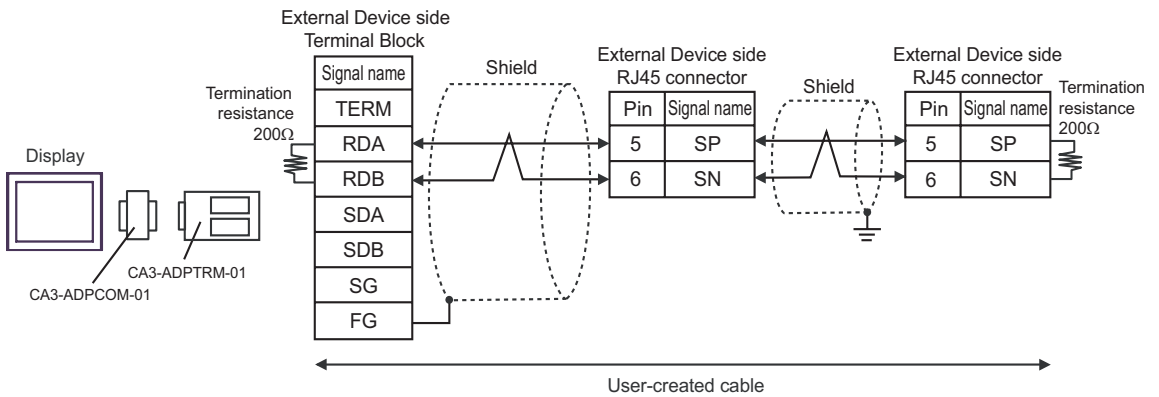 External Device side
Terminal Block
Signal name
TERM
RDA
RDB
SDA
SDB
SG
FG
Termination
resistance
200Ω
Display
CA3-ADPCOM-01
CA3-ADPTRM-01
Shield
External Device side
RJ45 connector
Pin Signal name
5 SP
6 SN
Shield
External Device side
RJ45 connector
Pin Signal name
5 SP
6 SN
Termination
resistance
200Ω
User-created cable